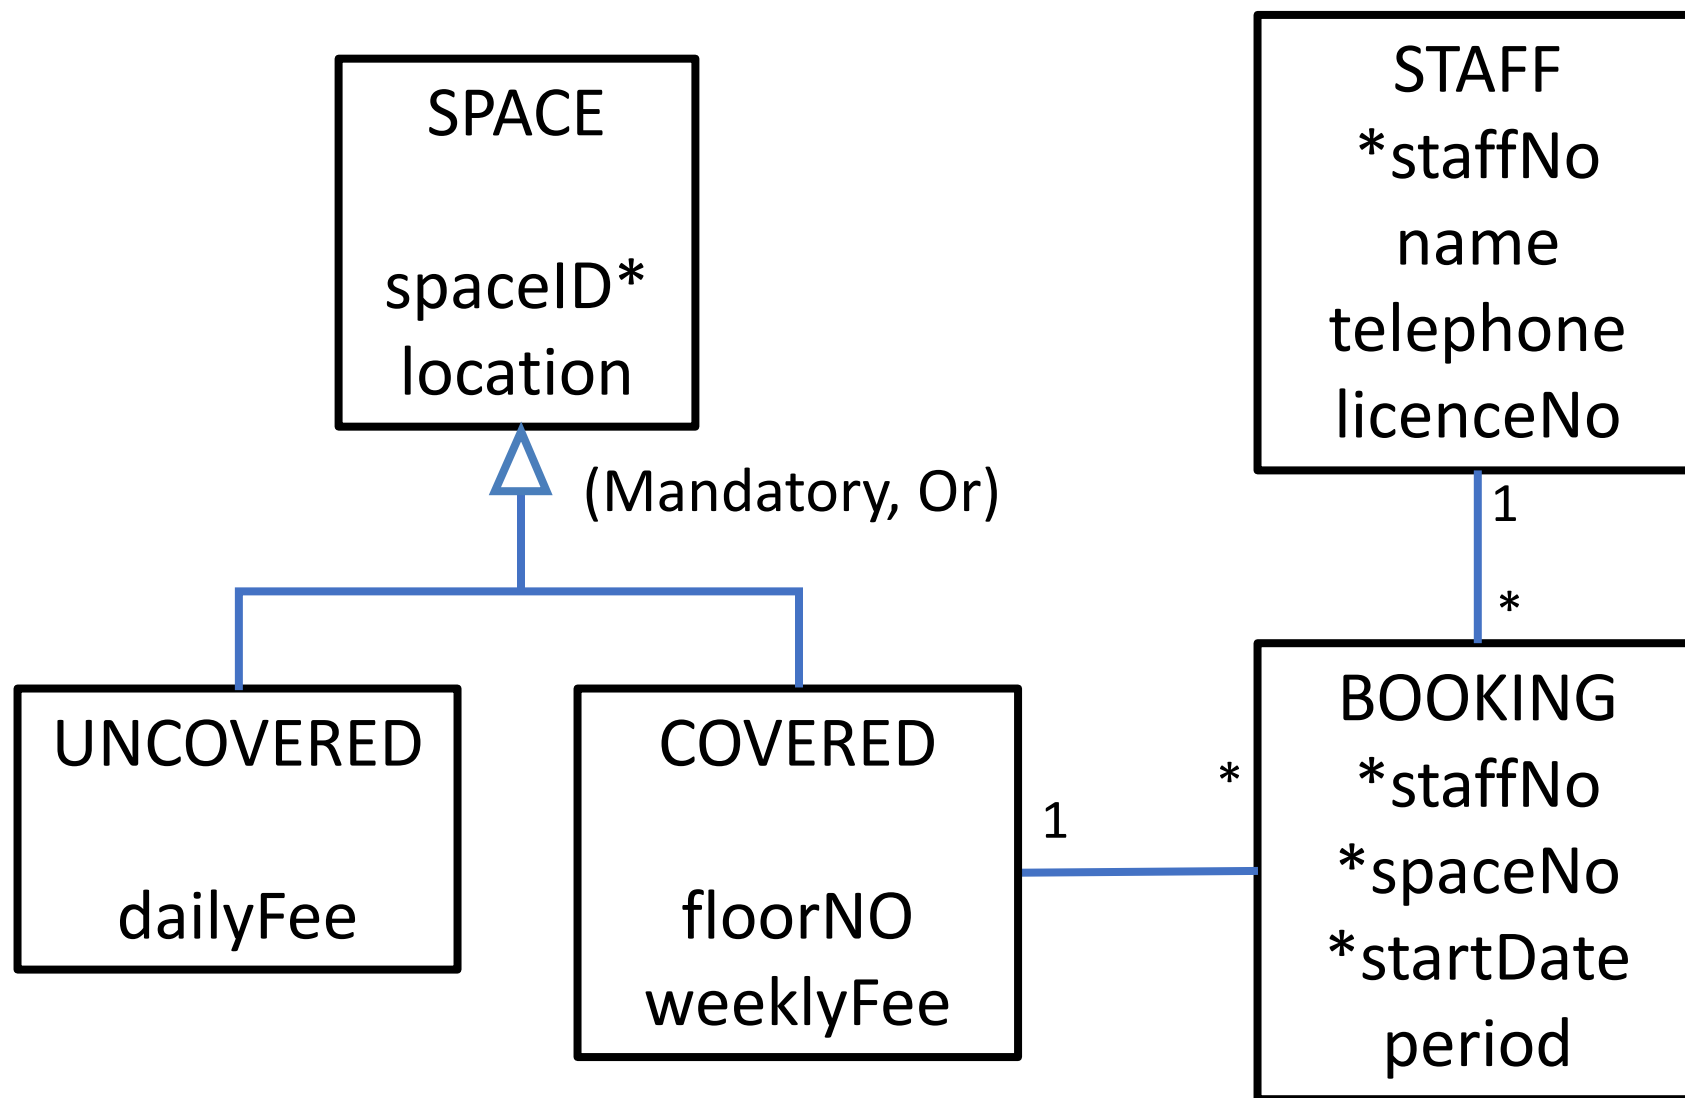 SPACE
spaceID*
location
(Mandatory, Or)
UNCOVERED
dailyFee
COVERED
floorNO
weeklyFee
1
*
STAFF
*staffNo
name
telephone
licenceNo
1
*
BOOKING
*staffNo
*spaceNo
*startDate
period